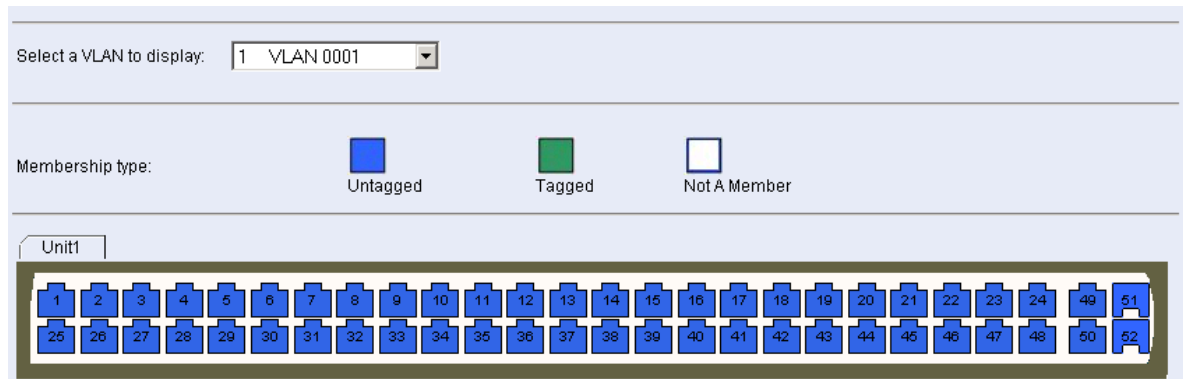 Select a VLAN to display: 1 VLAN 0001
Membership type:
Untagged Tagged Not A Member
Unit1
1 2 3 4 5 6 7 8 9 10 11 12 13 14 15 16 17 18 19 20 21 22 23 24 49 51
25 26 27 28 29 30 31 32 33 34 35 36 37 38 39 40 41 42 43 44 45 46 47 48 50 52